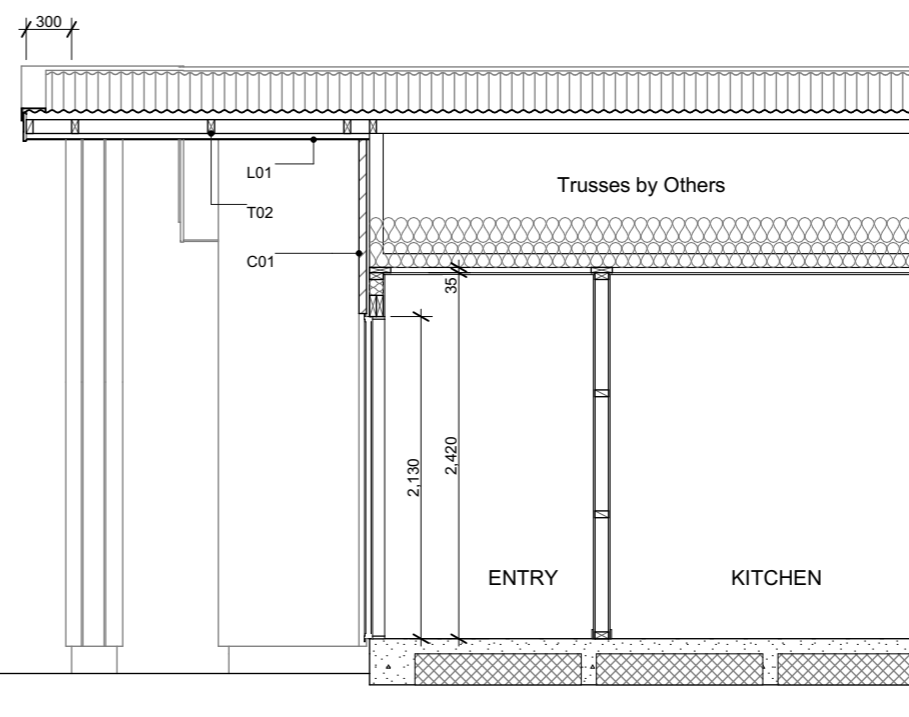 300
L01
Trusses by Others
T02
C01
35
2,130
2,420
ENTRY
KITCHEN